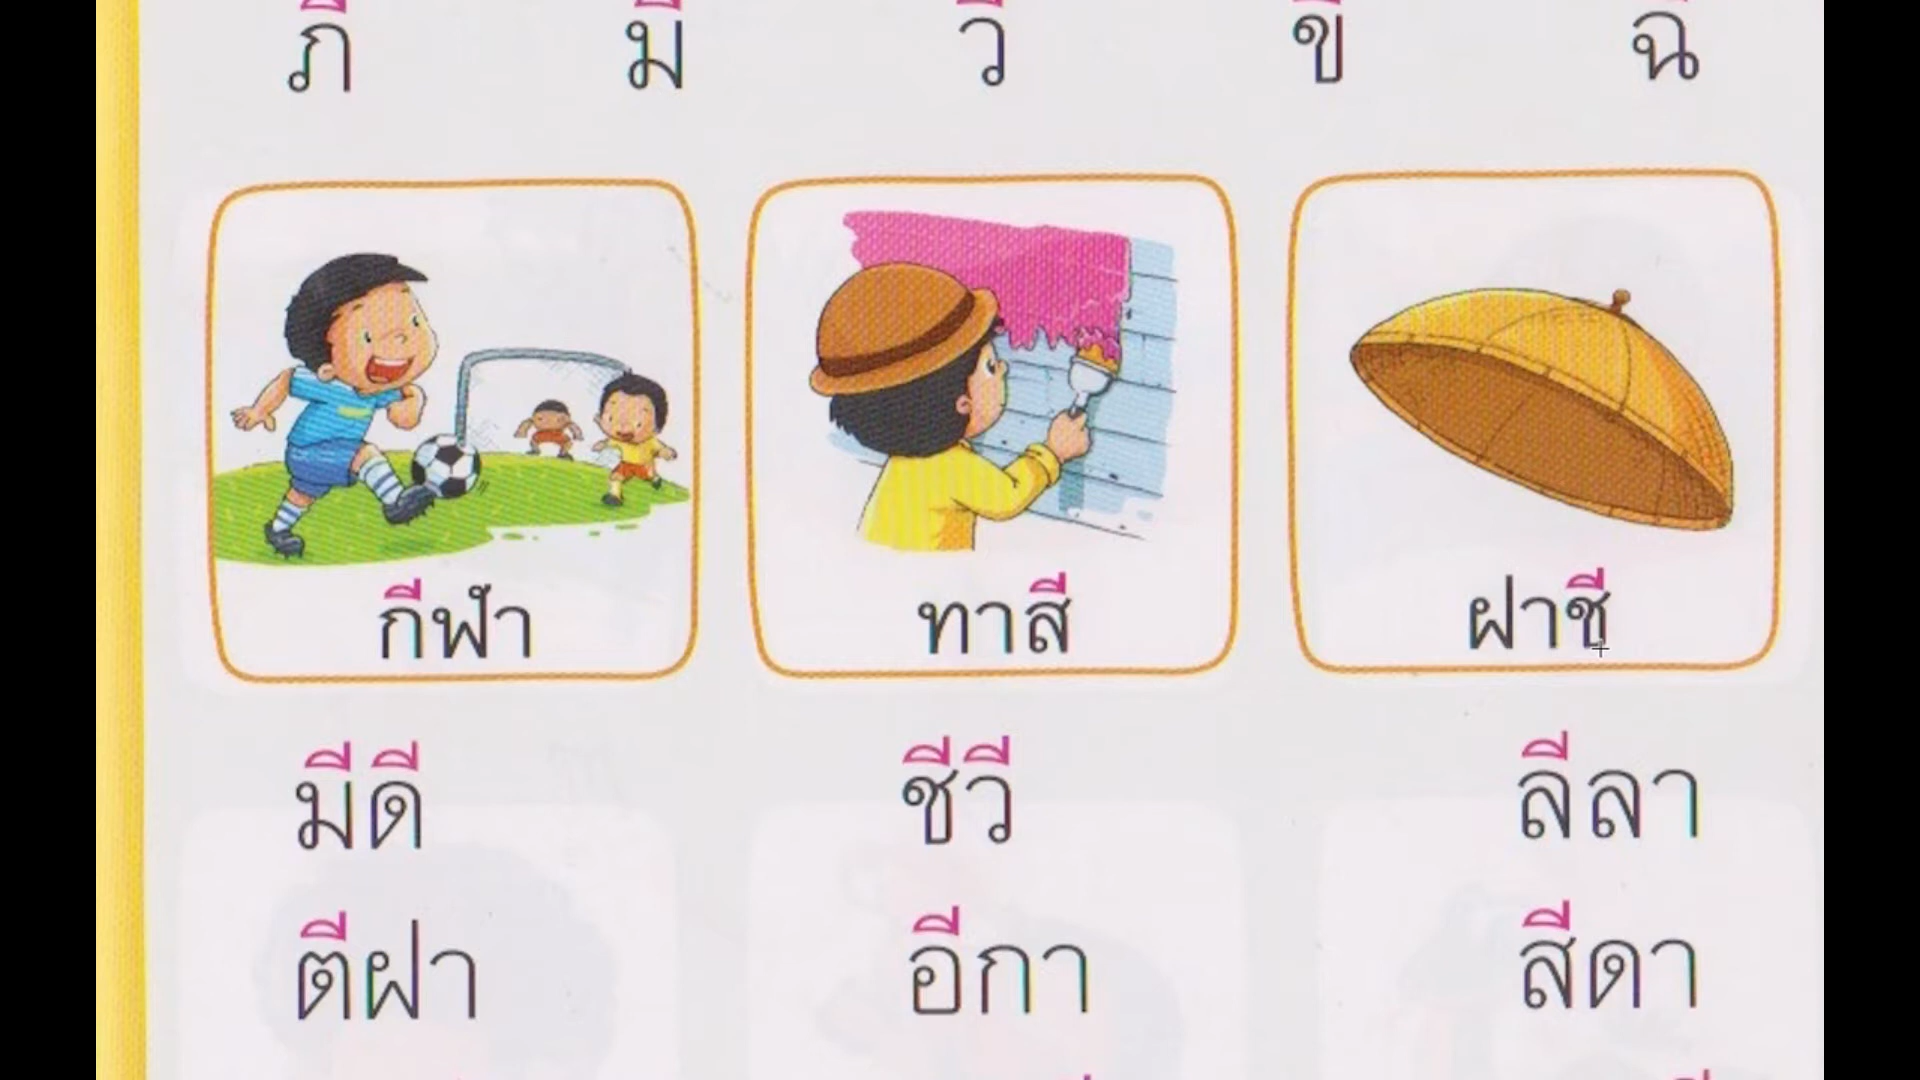 ภี มี วี ขี ฉี
กีฬา ทาสี ฝาชี
มีดี ชีวี ลีลา
ตีฝา อีกา สีดา